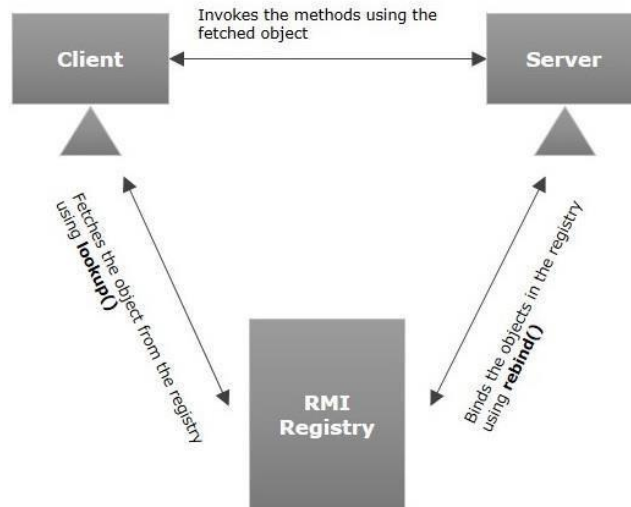 Invokes the methods using the
fetched object
Client
Server
Fetches the object from the registry
using lookup()
Binds the objects in the registry
using rebind()
RMI
Registry